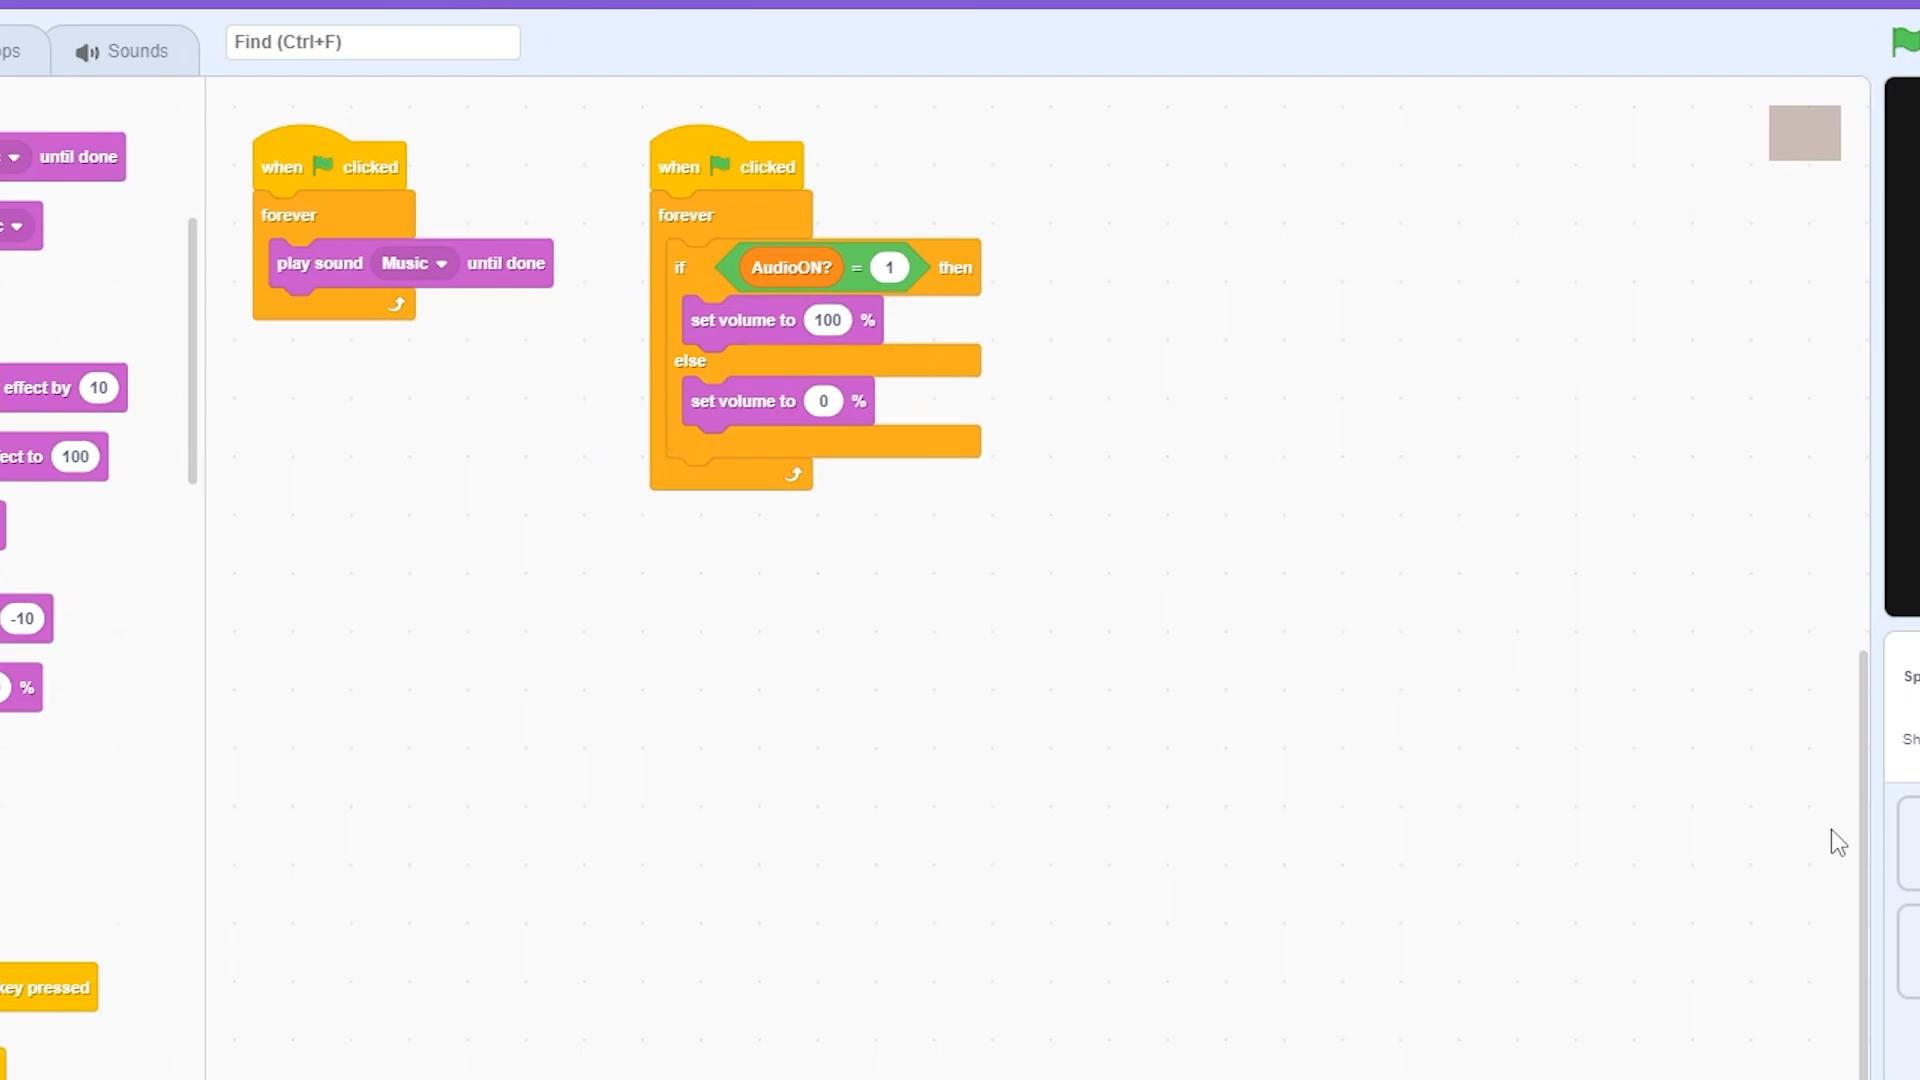 ps
Sounds
Find (Ctrl+F)
until done
effect by 10
ect to 100
-10
%
key pressed
when clicked
forever
play sound Music until done
when clicked
forever
if AudioON? = 1 then
set volume to 100 %
else
set volume to 0 %
Sp
Sh